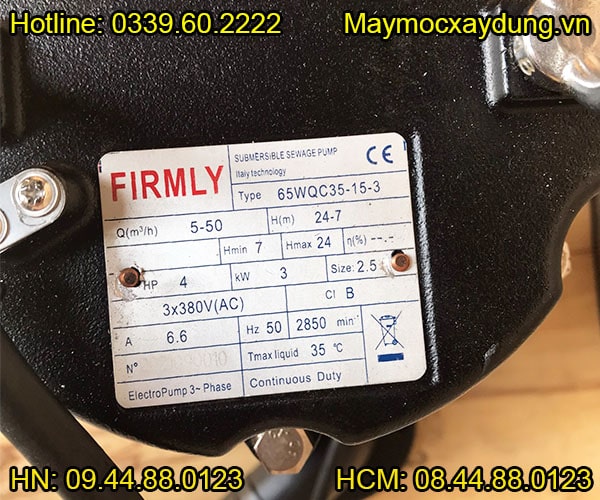 Hotline: 0339.60.2222 Maymocxaydung.vn
FIRMLY SUBMERSIBLE SEWAGE PUMP CE
Italy technology
Type 65WQC35-15-3
Q(m³/h) 5-50 H(m) 24-7
Hmin 7 Hmax 24 η(%) --.-
HP 4 kW 3 Size: 2.5
3x380V(AC) Cl B
A 6.6 Hz 50 2850 min⁻¹
N° Tmax liquid 35 °C
ElectroPump 3~ Phase Continuous Duty
HN: 09.44.88.0123 HCM: 08.44.88.0123